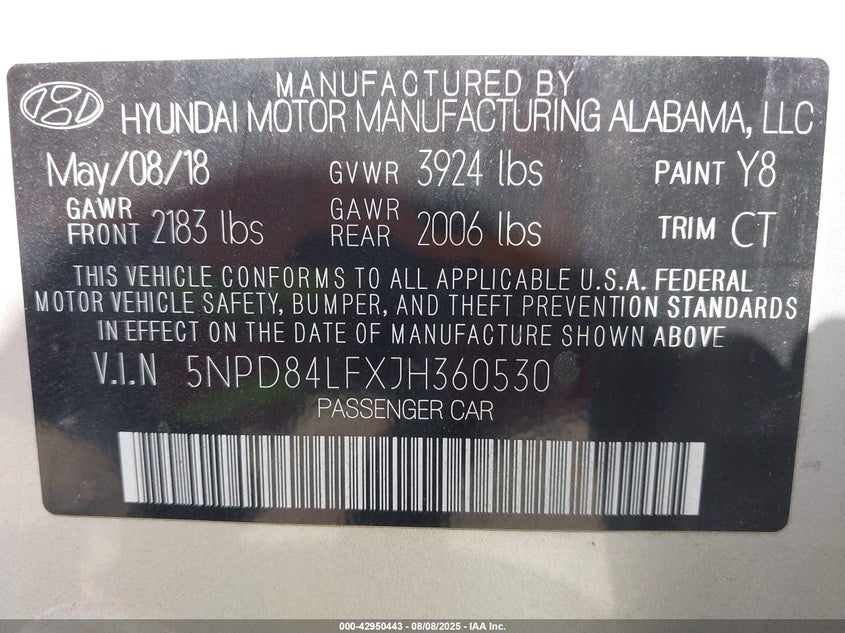 MANUFACTURED BY
HYUNDAI MOTOR MANUFACTURING ALABAMA, LLC
May/08/18 GVWR 3924 lbs PAINT Y8
GAWR FRONT 2183 lbs GAWR REAR 2006 lbs TRIM CT
THIS VEHICLE CONFORMS TO ALL APPLICABLE U.S.A. FEDERAL
MOTOR VEHICLE SAFETY, BUMPER, AND THEFT PREVENTION STANDARDS
IN EFFECT ON THE DATE OF MANUFACTURE SHOWN ABOVE
V.I.N 5NPD84LFXJH360530
PASSENGER CAR
000-42950443 - 08/08/2025 - IAA Inc.